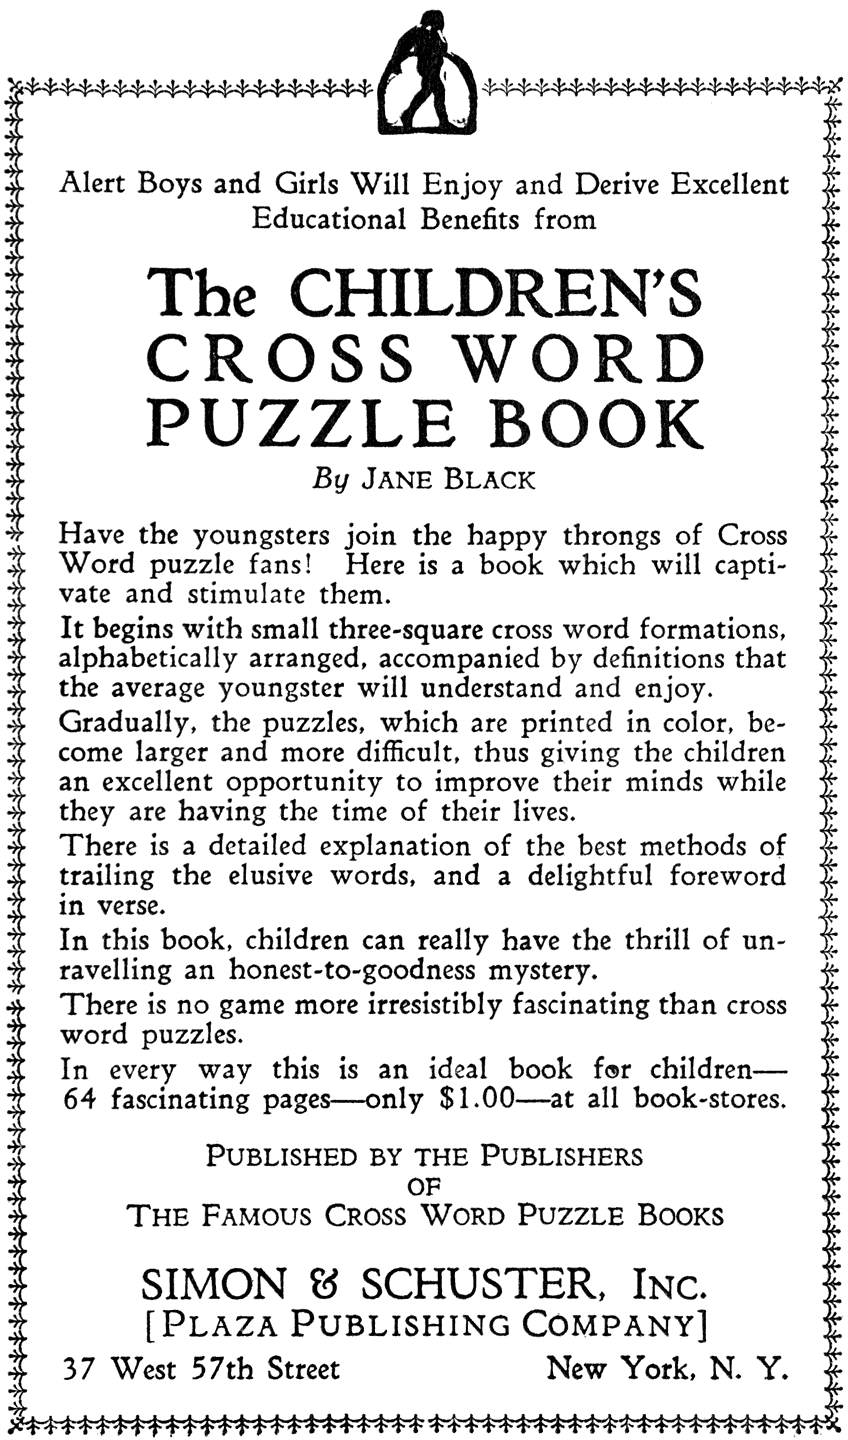 Alert Boys and Girls Will Enjoy and Derive Excellent
Educational Benefits from
The CHILDREN'S
CROSS WORD
PUZZLE BOOK
By JANE BLACK
Have the youngsters join the happy throngs of Cross
Word puzzle fans! Here is a book which will capti-
vate and stimulate them.
It begins with small three-square cross word formations,
alphabetically arranged, accompanied by definitions that
the average youngster will understand and enjoy.
Gradually, the puzzles, which are printed in color, be-
come larger and more difficult, thus giving the children
an excellent opportunity to improve their minds while
they are having the time of their lives.
There is a detailed explanation of the best methods of
trailing the elusive words, and a delightful foreword
in verse.
In this book, children can really have the thrill of un-
ravelling an honest-to-goodness mystery.
There is no game more irresistibly fascinating than cross
word puzzles.
In every way this is an ideal book for children—
64 fascinating pages—only $1.00—at all book-stores.
PUBLISHED BY THE PUBLISHERS
OF
THE FAMOUS CROSS WORD PUZZLE BOOKS
SIMON & SCHUSTER, INC.
[PLAZA PUBLISHING COMPANY]
37 West 57th Street New York, N. Y.